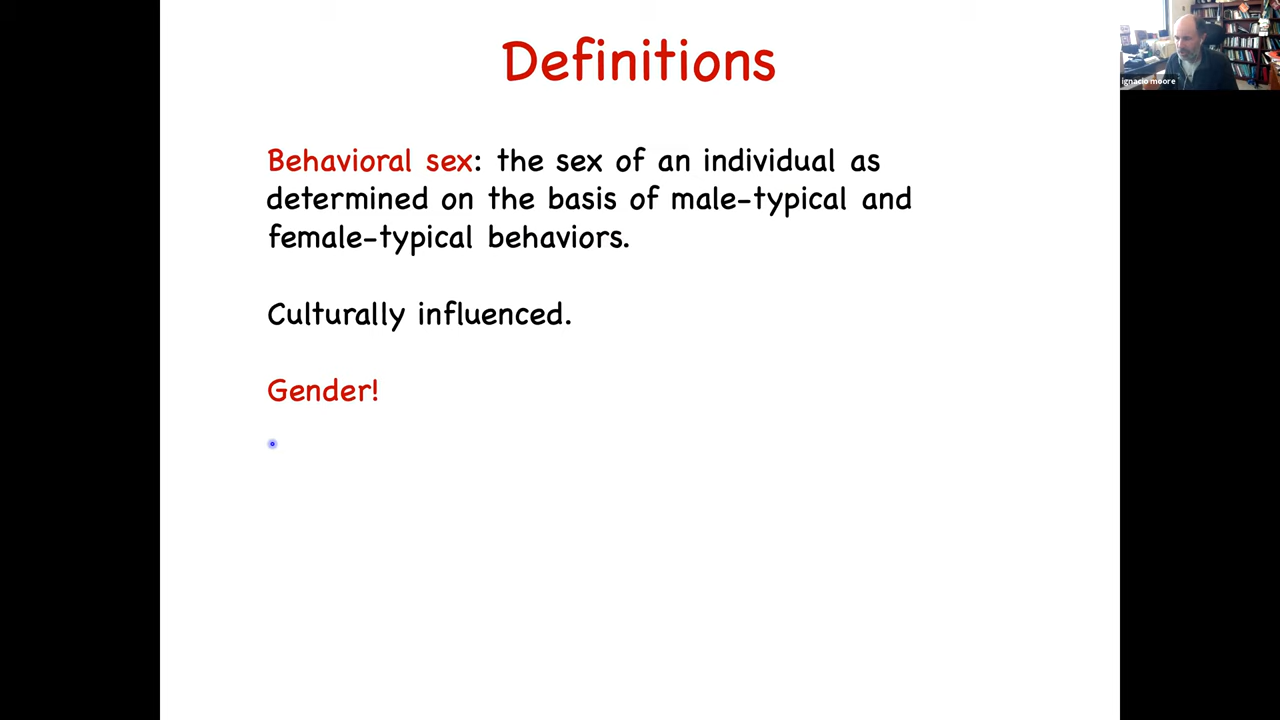 Definitions
Behavioral sex: the sex of an individual as
determined on the basis of male-typical and
female-typical behaviors.
Culturally influenced.
Gender!
ignacio moore